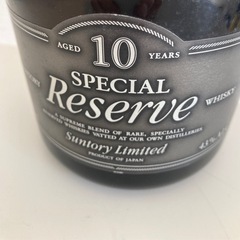 AGED 10 YEARS
SPECIAL
Reserve
WHISKY
A SUPREME BLEND OF RARE, SPECIALLY
SELECTED WHISKIES VATTED AT OUR OWN DISTILLERIES
Suntory Limited
PRODUCT OF JAPAN
43%